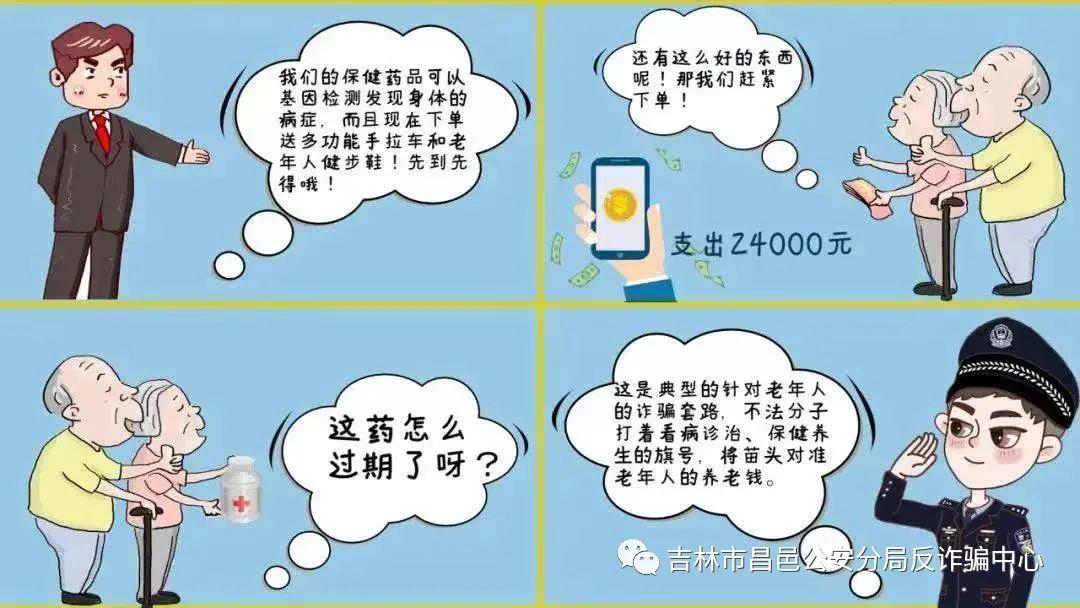 我们的保健药品可以
基因检测发现身体的
病症，而且现在下单
送多功能手拉车和老
年人健步鞋！先到先
得哦！
还有这么好的东西
呢！那我们赶紧
下单！
支出24000元
这药怎么
过期了呀？
这是典型的针对老年人
的诈骗套路，不法分子
打着看病诊治、保健养
生的旗号，将苗头对准
老年人的养老钱。
吉林市昌邑公安分局反诈骗中心